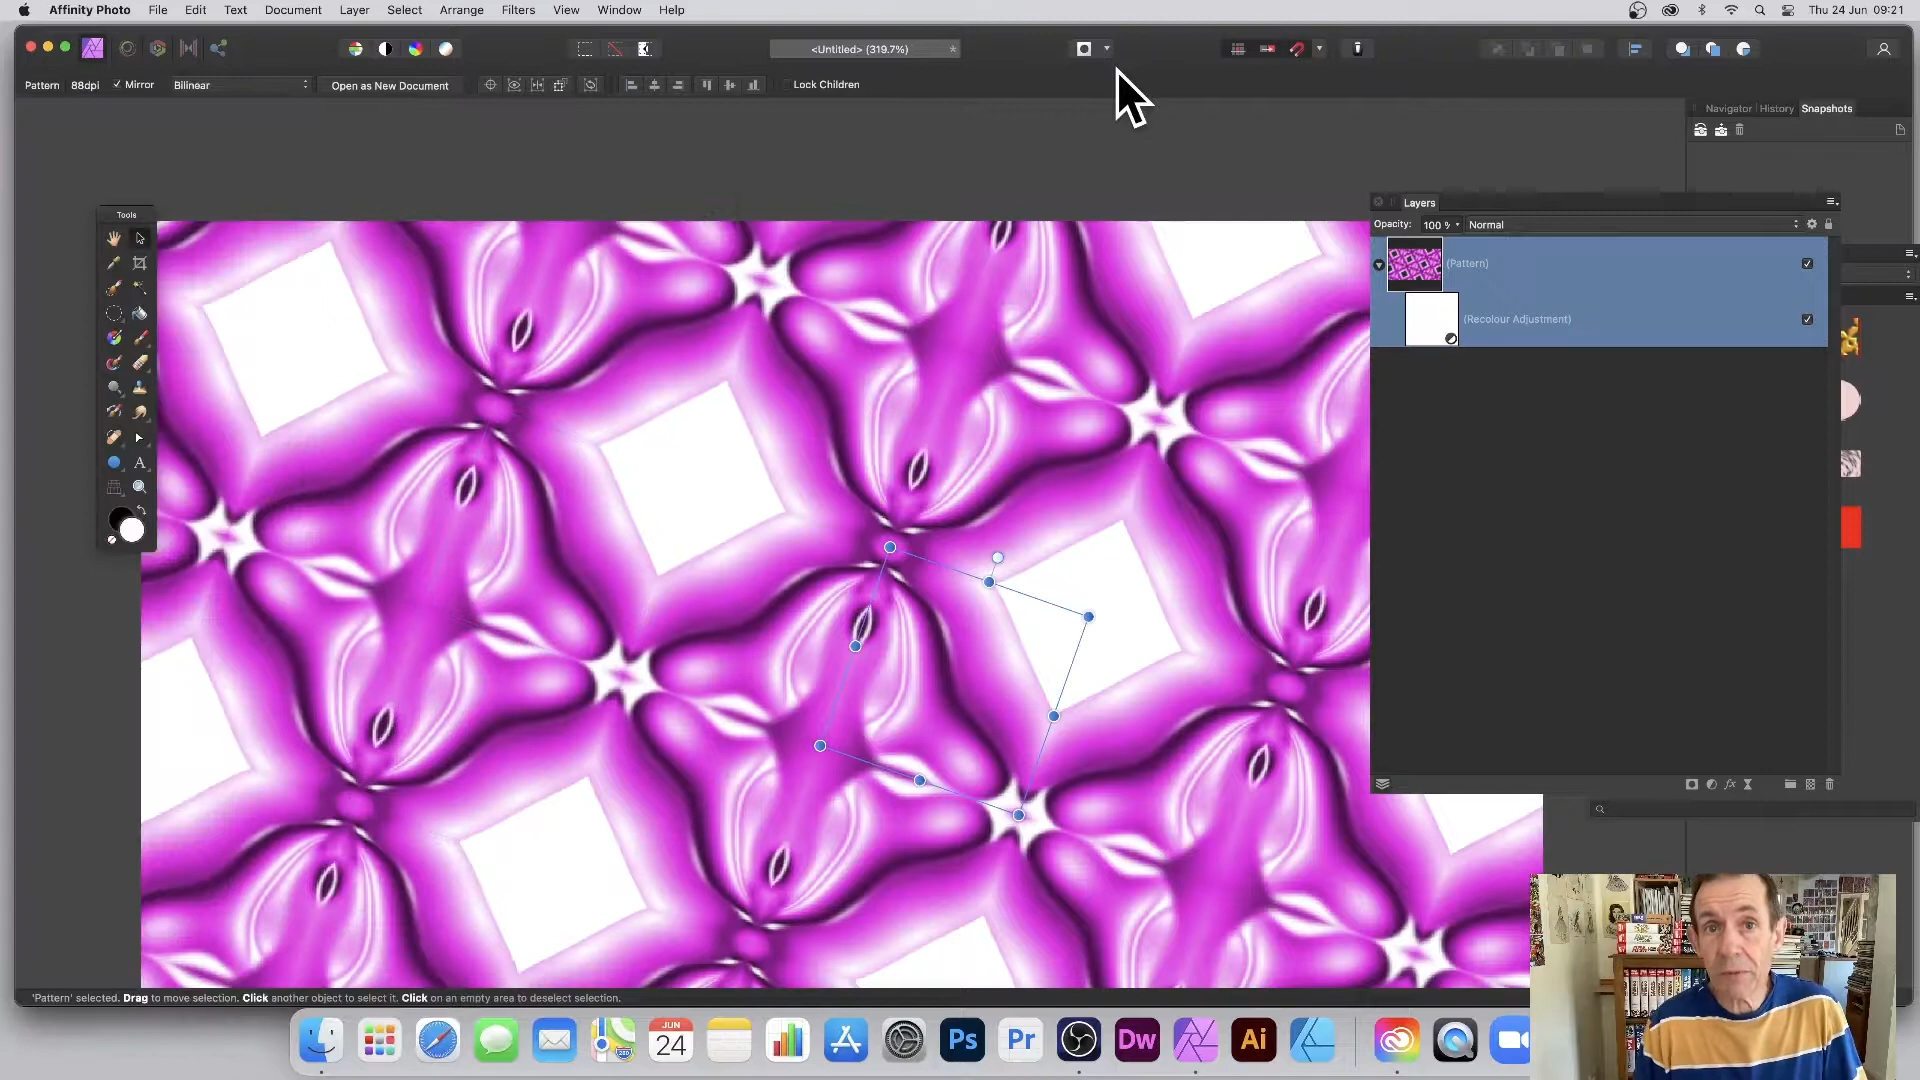 Affinity Photo File Edit Text Document Layer Select Arrange Filters View Window Help Thu 24 Jun 09:21
<Untitled> (319.7%) *
Pattern 88dpi Mirror Bilinear Open as New Document Lock Children
Navigator History Snapshots
Tools
Layers
Opacity: 100 % Normal
(Pattern)
(Recolour Adjustment)
A
'Pattern' selected. Drag to move selection. Click another object to select it. Click on an empty area to deselect selection.
JUN
24
280
Ps Pr Dw Ai